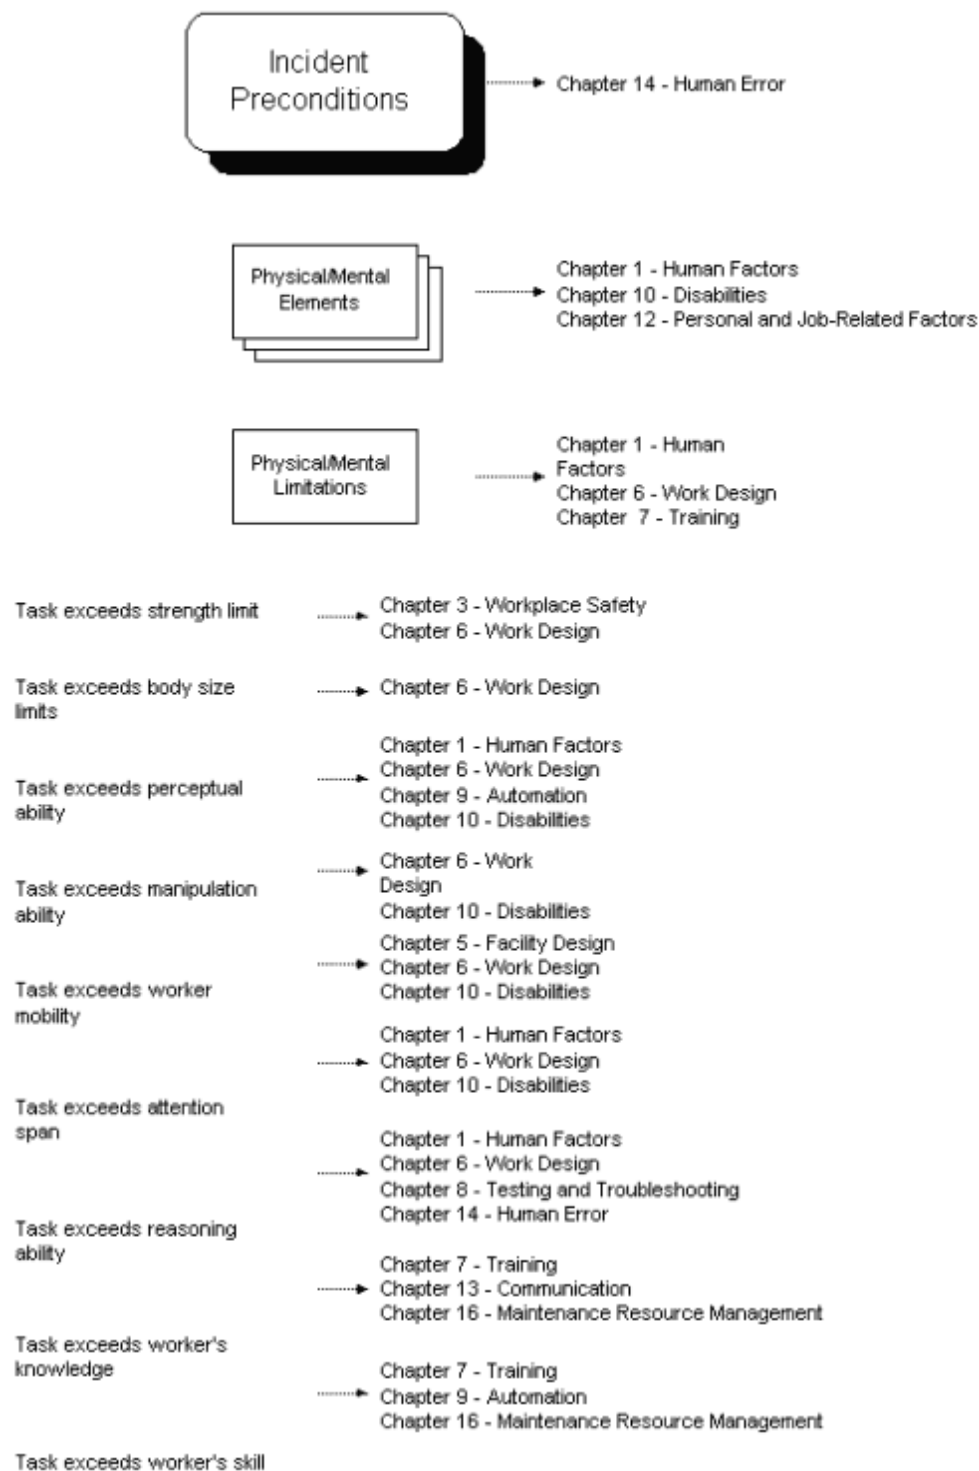 Incident
Preconditions
Chapter 14 - Human Error
Physical/Mental
Elements
Chapter 1 - Human Factors
Chapter 10 - Disabilities
Chapter 12 - Personal and Job-Related Factors
Physical/Mental
Limitations
Chapter 1 - Human
Factors
Chapter 6 - Work Design
Chapter 7 - Training
Task exceeds strength limit
Chapter 3 - Workplace Safety
Chapter 6 - Work Design
Task exceeds body size
limits
Chapter 6 - Work Design
Task exceeds perceptual
ability
Chapter 1 - Human Factors
Chapter 6 - Work Design
Chapter 9 - Automation
Chapter 10 - Disabilities
Task exceeds manipulation
ability
Chapter 6 - Work
Design
Chapter 10 - Disabilities
Task exceeds worker
mobility
Chapter 5 - Facility Design
Chapter 6 - Work Design
Chapter 10 - Disabilities
Task exceeds attention
span
Chapter 1 - Human Factors
Chapter 6 - Work Design
Chapter 10 - Disabilities
Task exceeds reasoning
ability
Chapter 1 - Human Factors
Chapter 6 - Work Design
Chapter 8 - Testing and Troubleshooting
Chapter 14 - Human Error
Task exceeds worker's
knowledge
Chapter 7 - Training
Chapter 13 - Communication
Chapter 16 - Maintenance Resource Management
Task exceeds worker's skill
Chapter 7 - Training
Chapter 9 - Automation
Chapter 16 - Maintenance Resource Management